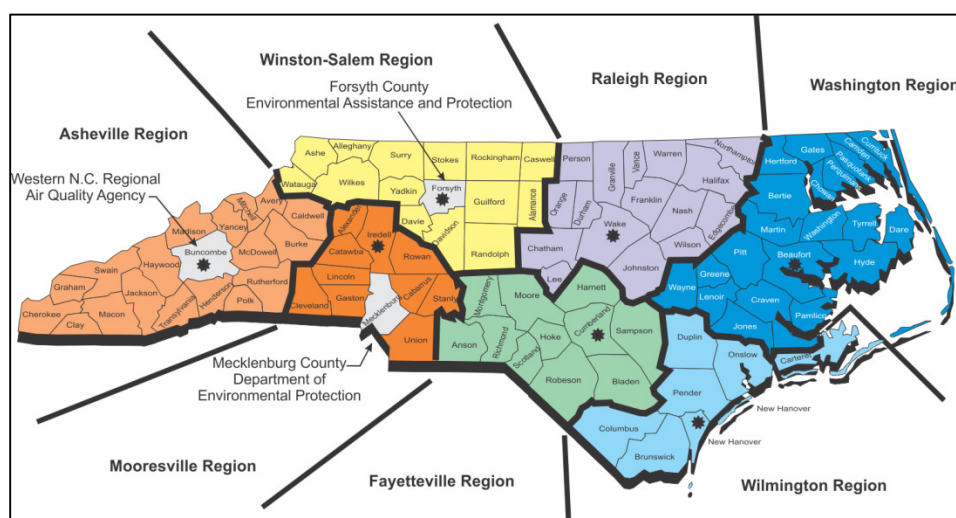 Winston-Salem Region
Forsyth County
Environmental Assistance and Protection
Raleigh Region
Washington Region
Asheville Region
Western N.C. Regional
Air Quality Agency
Ashe
Alleghany
Surry
Stokes
Rockingham
Caswell
Watauga
Wilkes
Yadkin
Forsyth
Guilford
Alamance
Davie
Davidson
Randolph
Person
Granville
Vance
Warren
Northampton
Halifax
Orange
Durham
Franklin
Nash
Edgecombe
Wake
Chatham
Lee
Johnston
Wilson
Hertford
Gates
Camden
Currituck
Pasquotank
Perquimans
Chowan
Bertie
Martin
Washington
Tyrrell
Dare
Pitt
Beaufort
Hyde
Greene
Wayne
Lenoir
Craven
Pamlico
Jones
Avery
Mitchell
Caldwell
Yancey
Madison
Burke
Buncombe
McDowell
Haywood
Swain
Rutherford
Graham
Jackson
Henderson
Polk
Transylvania
Cherokee
Macon
Clay
Alexander
Iredell
Catawba
Rowan
Lincoln
Cabarrus
Gaston
Cleveland
Stanly
Mecklenburg
Union
Montgomery
Moore
Harnett
Anson
Richmond
Hoke
Cumberland
Sampson
Scotland
Robeson
Bladen
Duplin
Onslow
Carteret
Pender
New Hanover
Columbus
New Hanover
Brunswick
Mecklenburg County
Department of
Environmental Protection
Mooresville Region
Fayetteville Region
Wilmington Region